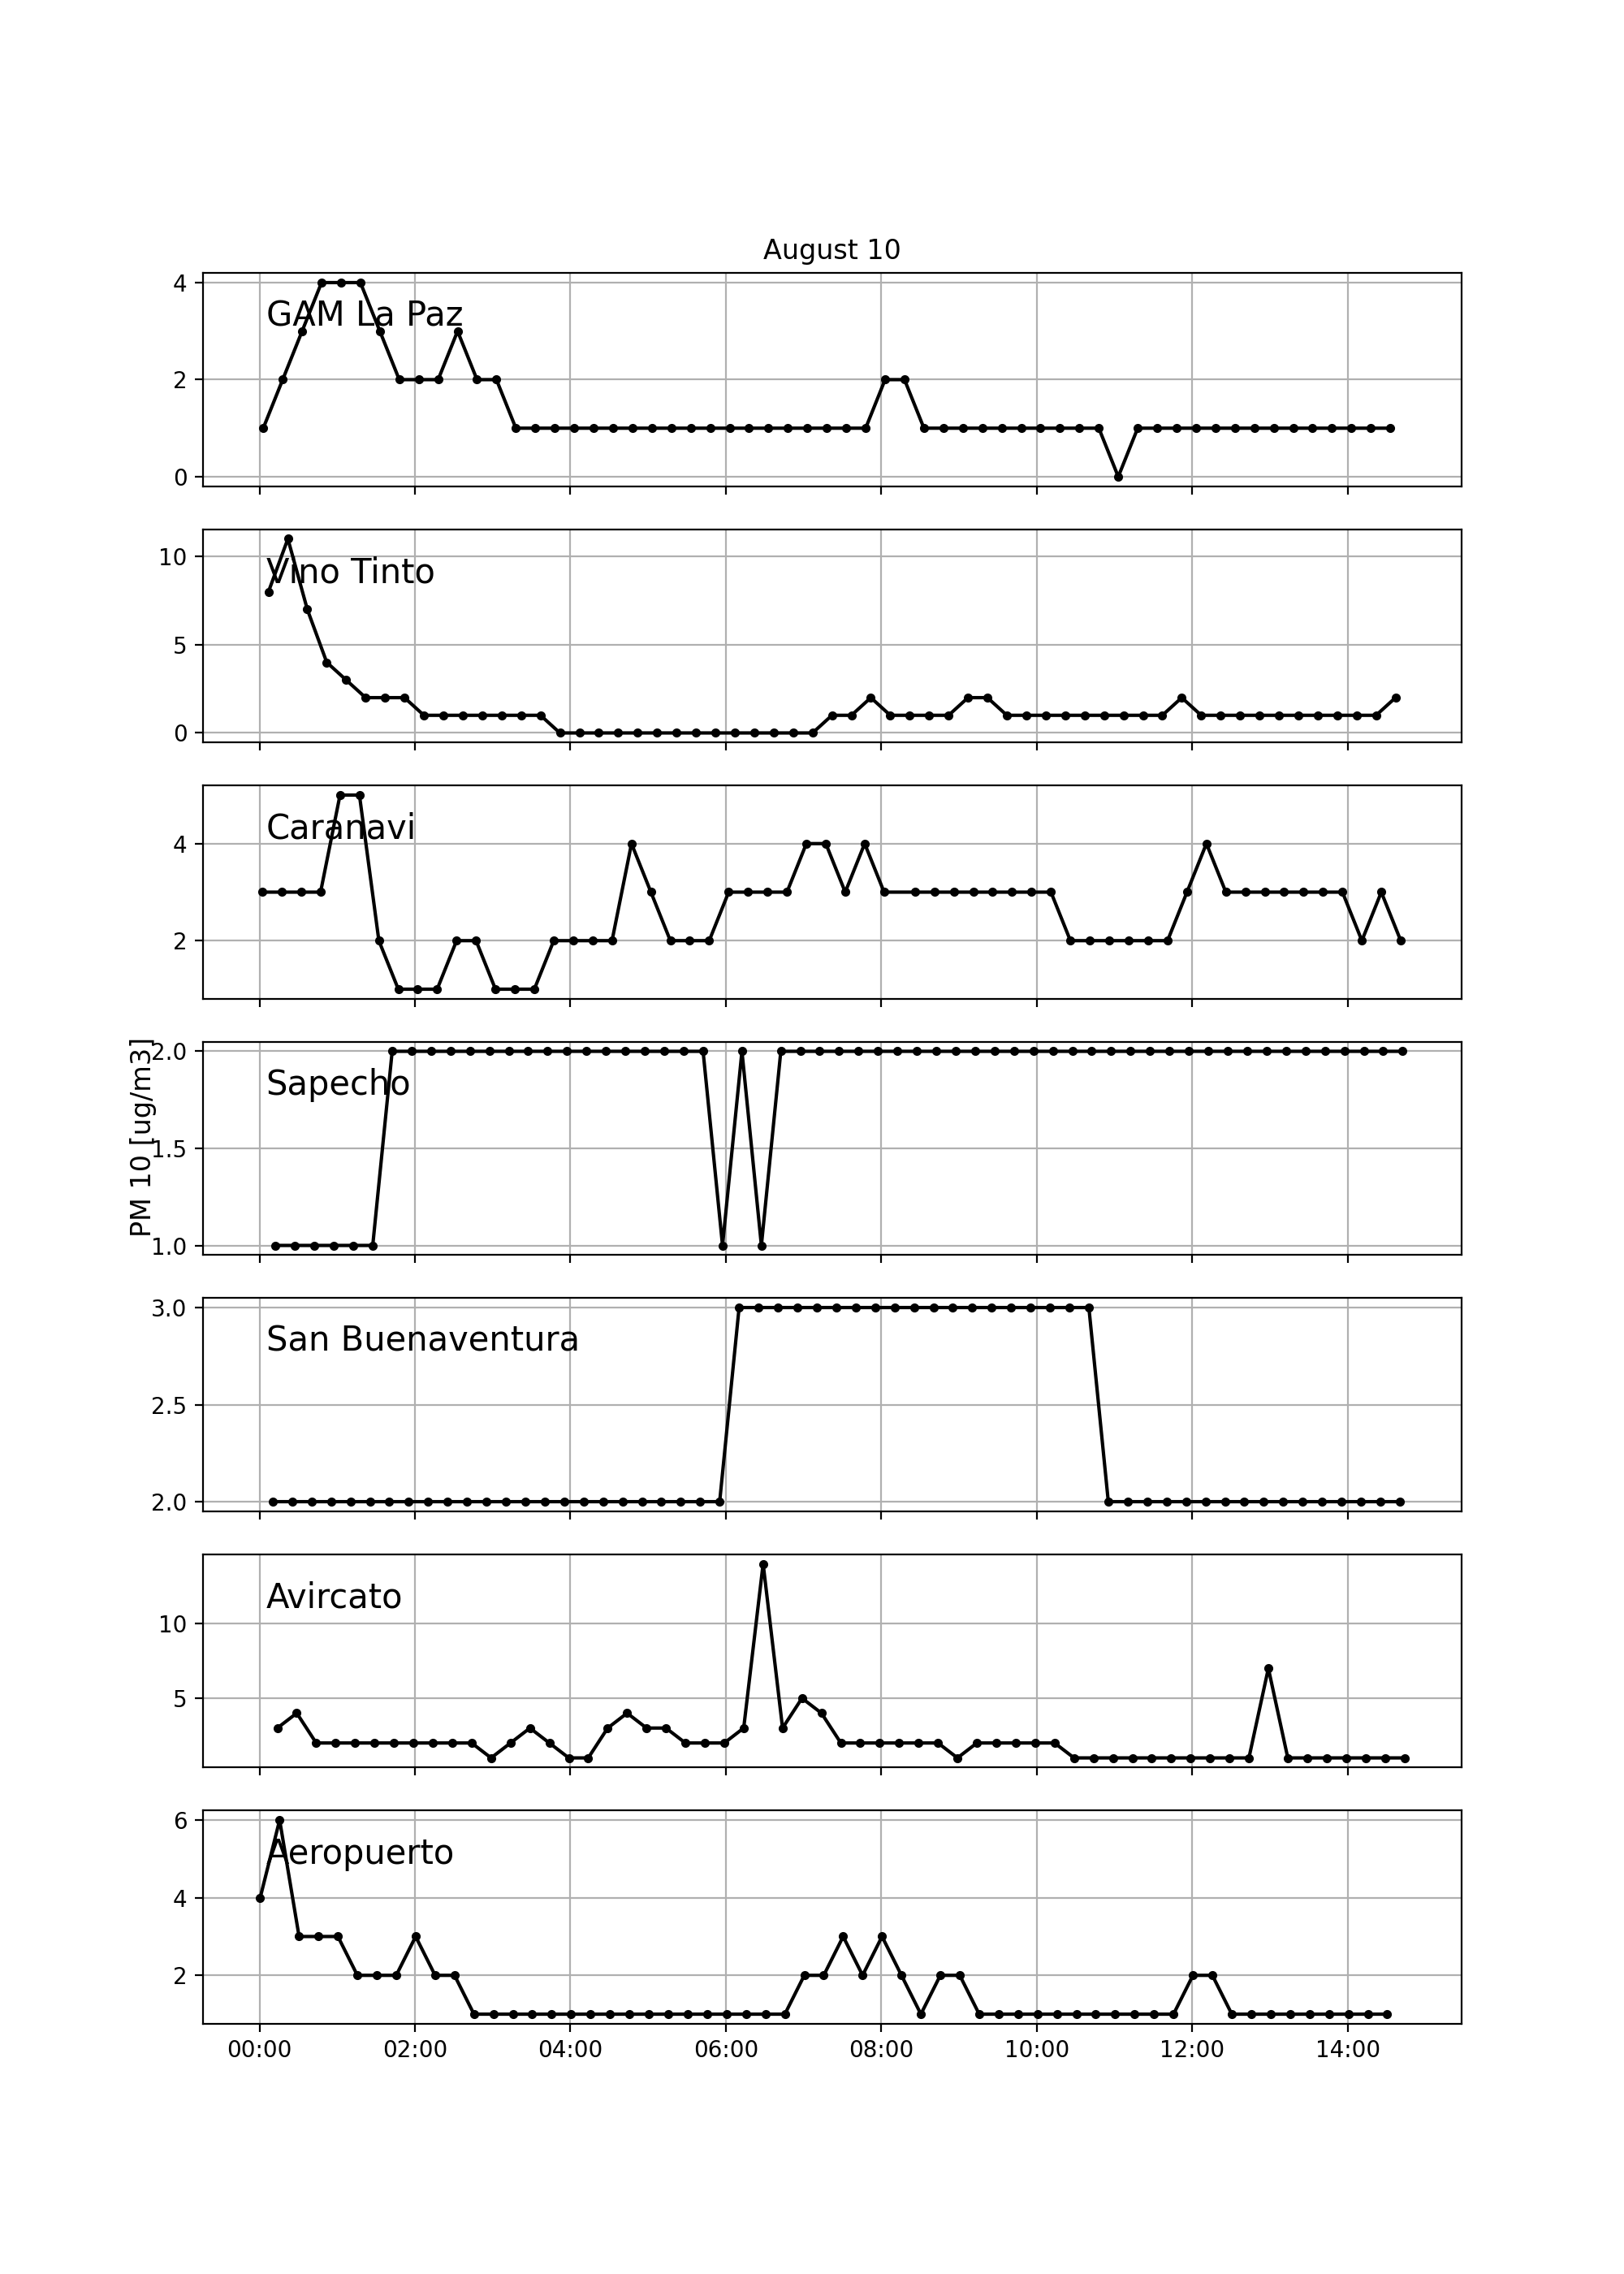 August 10
4
GAM La Paz
2
0
10
Vino Tinto
5
0
Caranavi
4
2
PM 10 [ug/m3]
2.0
Sapecho
1.5
1.0
3.0
San Buenaventura
2.5
2.0
Avircato
10
5
6
Aeropuerto
4
2
00:00 02:00 04:00 06:00 08:00 10:00 12:00 14:00